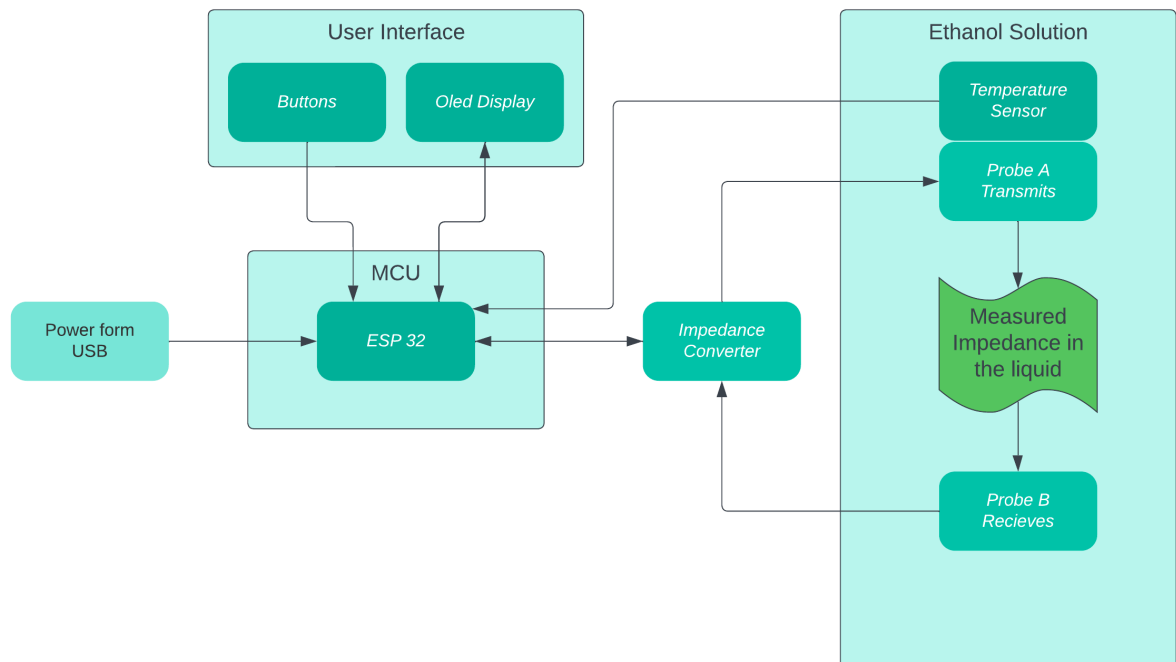 User Interface
Buttons
Oled Display
Ethanol Solution
Temperature
Sensor
Probe A
Transmits
MCU
ESP 32
Power form
USB
Impedance
Converter
Measured
Impedance in
the liquid
Probe B
Recieves